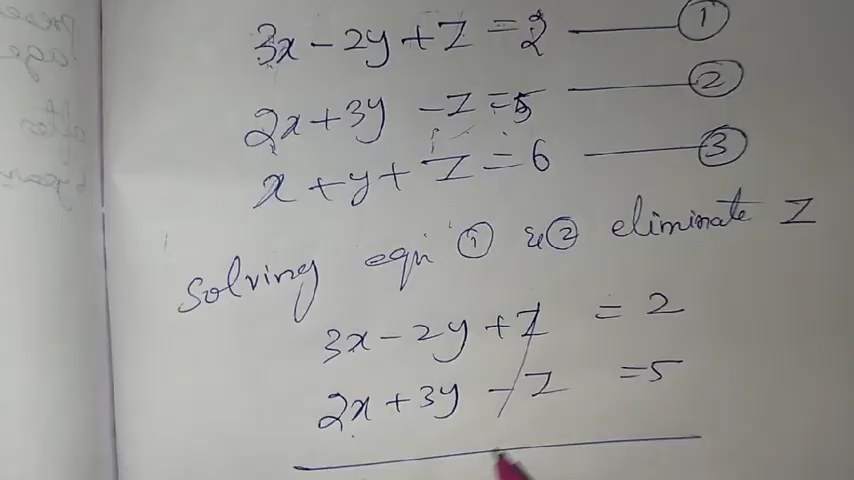 3x - 2y + z = 2 ——— ①
2x + 3y - z = 5 ——— ②
x + y + z = 6 ——— ③
Solving eqn ① & ② eliminate z
3x - 2y + z = 2
2x + 3y - z = 5